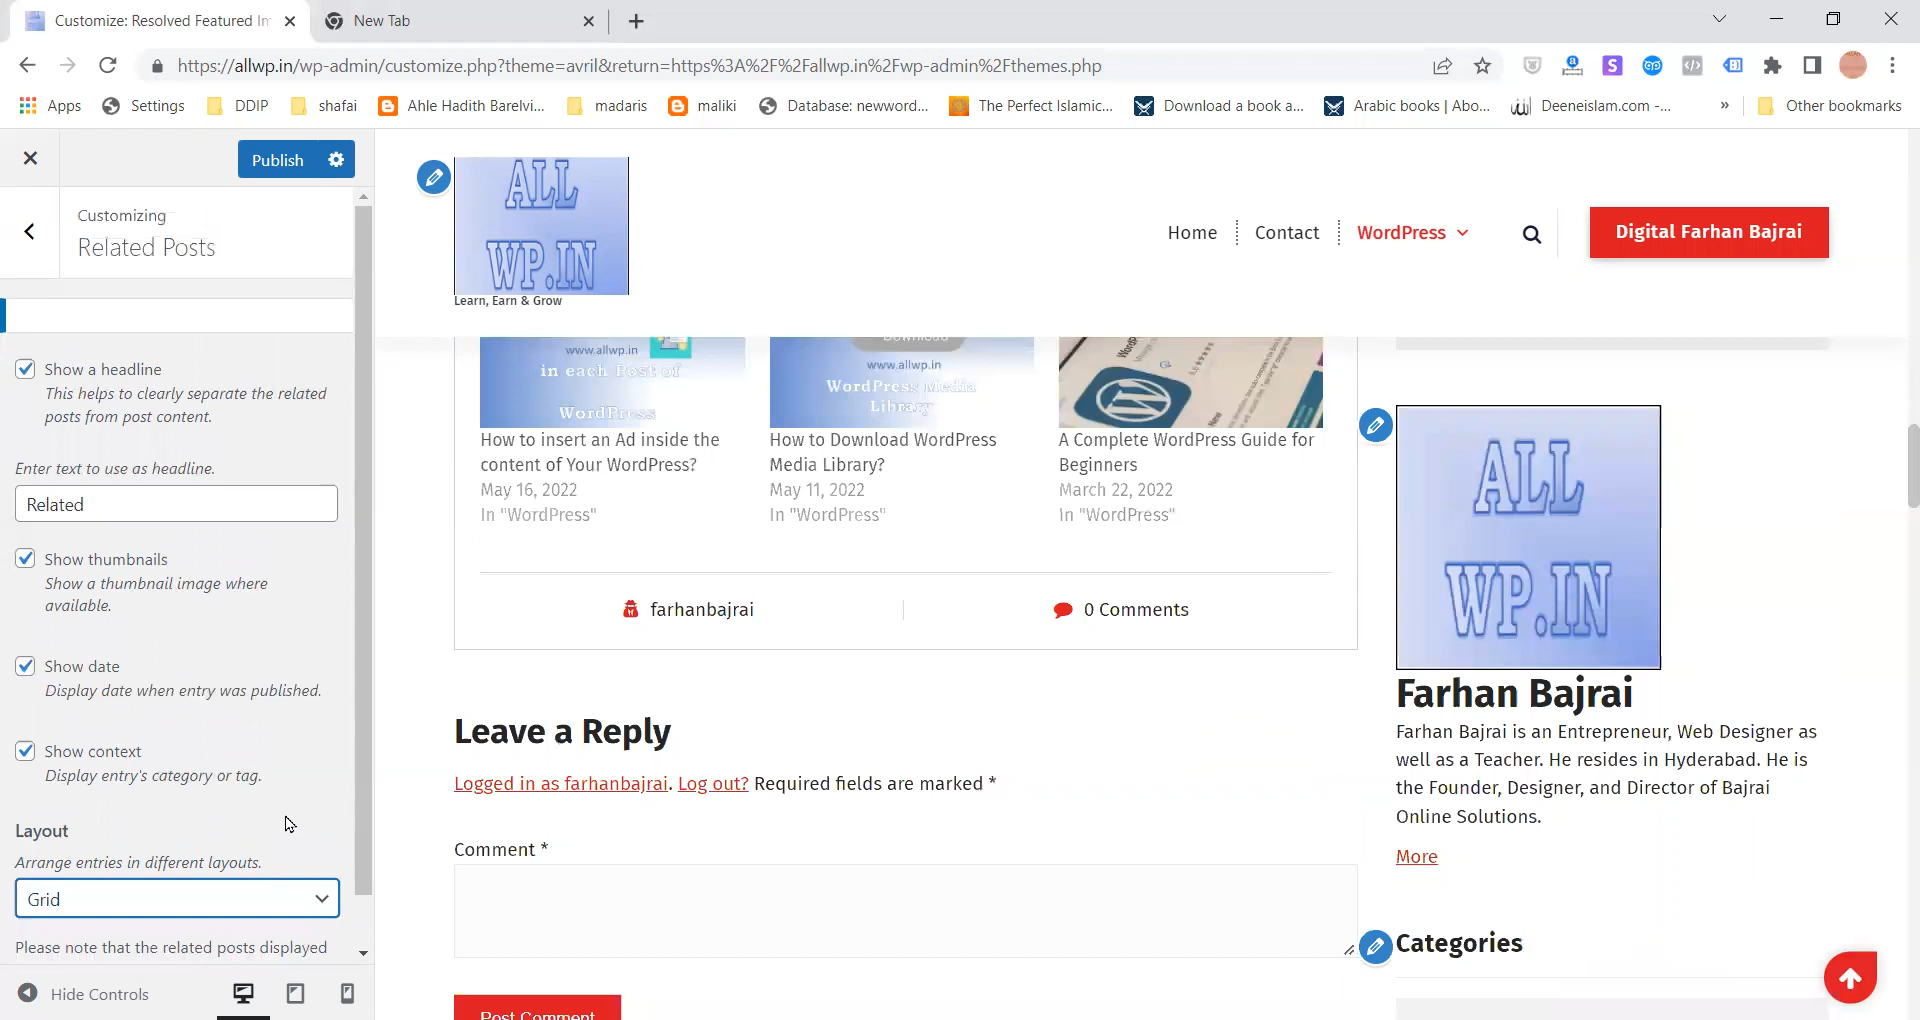 Customize: Resolved Featured Im
New Tab
https://allwp.in/wp-admin/customize.php?theme=avril&return=https%3A%2F%2Fallwp.in%2Fwp-admin%2Fthemes.php
Apps
Settings
DDIP
shafai
Ahle Hadith Barelvi...
madaris
maliki
Database: newword...
The Perfect Islamic...
Download a book a...
Arabic books | Abo...
Deeneislam.com -...
»
Other bookmarks
Publish
Customizing
Related Posts
Show a headline
This helps to clearly separate the related
posts from post content.
Enter text to use as headline.
Related
Show thumbnails
Show a thumbnail image where
available.
Show date
Display date when entry was published.
Show context
Display entry's category or tag.
Layout
Arrange entries in different layouts.
Grid
Please note that the related posts displayed
Hide Controls
ALL
WP.IN
Learn, Earn & Grow
Home
Contact
WordPress
Digital Farhan Bajrai
www.allwp.in
in each Post of
WordPress
Download
www.allwp.in
WordPress Media
Library
How to insert an Ad inside the
content of Your WordPress?
May 16, 2022
In "WordPress"
How to Download WordPress
Media Library?
May 11, 2022
In "WordPress"
A Complete WordPress Guide for
Beginners
March 22, 2022
In "WordPress"
farhanbajrai
0 Comments
Leave a Reply
Logged in as farhanbajrai. Log out? Required fields are marked *
Comment *
Post Comment
ALL
WP.IN
Farhan Bajrai
Farhan Bajrai is an Entrepreneur, Web Designer as
well as a Teacher. He resides in Hyderabad. He is
the Founder, Designer, and Director of Bajrai
Online Solutions.
More
Categories